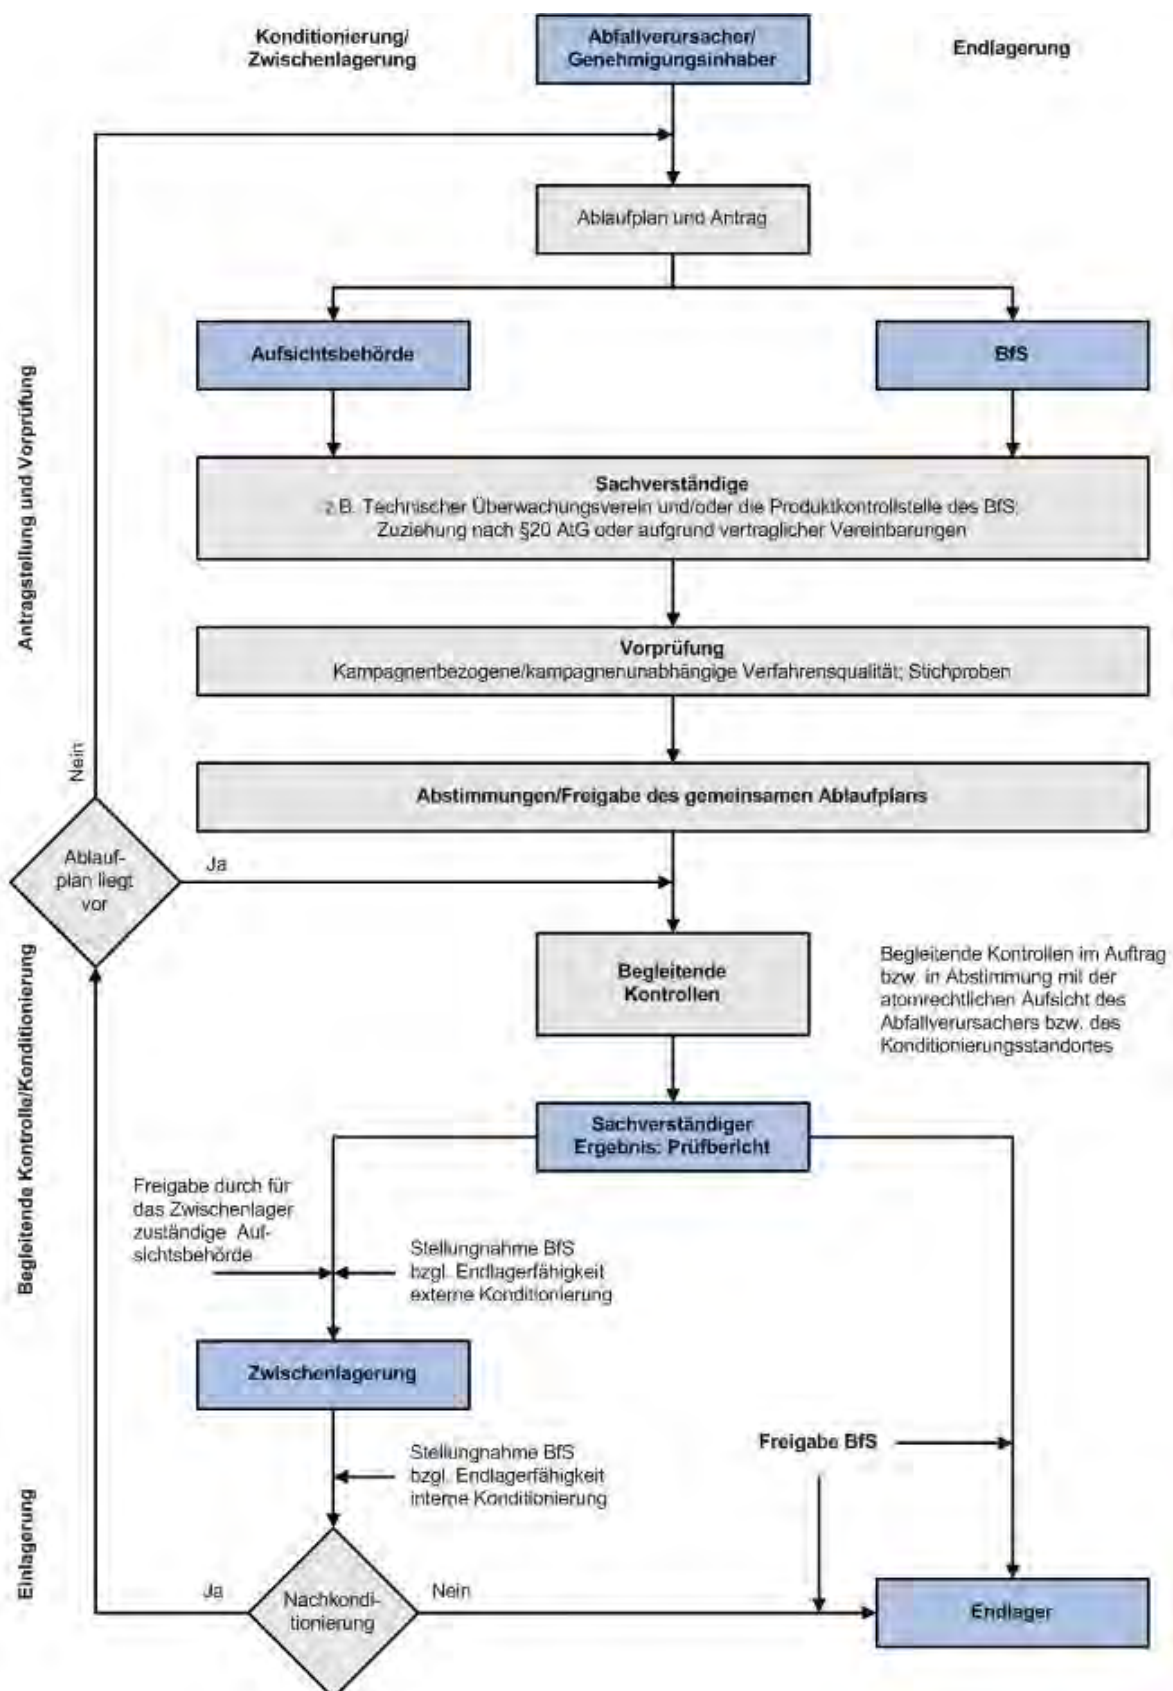 Konditionierung/
Zwischenlagerung
Abfallverursacher/
Genehmigungsinhaber
Endlagerung
Ablaufplan und Antrag
Aufsichtsbehörde
BfS
Antragstellung und Vorprüfung
Sachverständige
z.B. Technischer Überwachungsverein und/oder die Produktkontrollstelle des BfS;
Zuziehung nach §20 AtG oder aufgrund vertraglicher Vereinbarungen
Vorprüfung
Kampagnenbezogene/kampagnenunabhängige Verfahrensqualität; Stichproben
Nein
Abstimmungen/Freigabe des gemeinsamen Ablaufplans
Ablauf-
plan liegt
vor
Ja
Begleitende
Kontrollen
Begleitende Kontrollen im Auftrag
bzw. in Abstimmung mit der
atomrechtlichen Aufsicht des
Abfallverursachers bzw. des
Konditionierungsstandortes
Begleitende Kontrolle/Konditionierung
Sachverständiger
Ergebnis: Prüfbericht
Freigabe durch für
das Zwischenlager
zuständige Auf-
sichtsbehörde
Stellungnahme BfS
bzgl. Endlagerfähigkeit
externe Konditionierung
Zwischenlagerung
Freigabe BfS
Stellungnahme BfS
bzgl. Endlagerfähigkeit
interne Konditionierung
Einlagerung
Ja
Nachkondi-
tionierung
Nein
Endlager